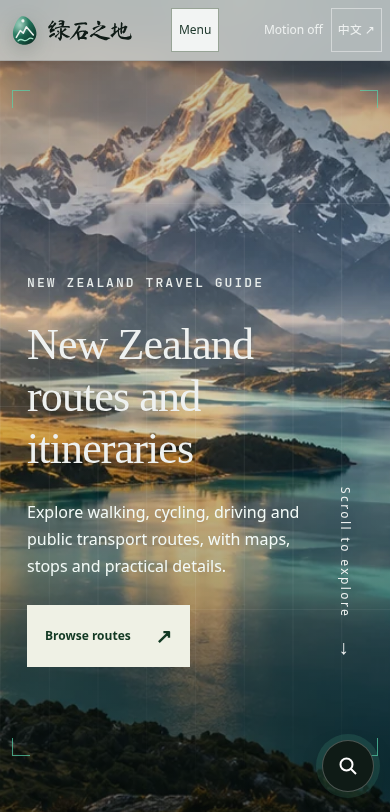 绿石之地
Menu
Motion off
中文 ↗
NEW ZEALAND TRAVEL GUIDE
New Zealand
routes and
itineraries
Explore walking, cycling, driving and
public transport routes, with maps,
stops and practical details.
Scroll to explore →
Browse routes ↗